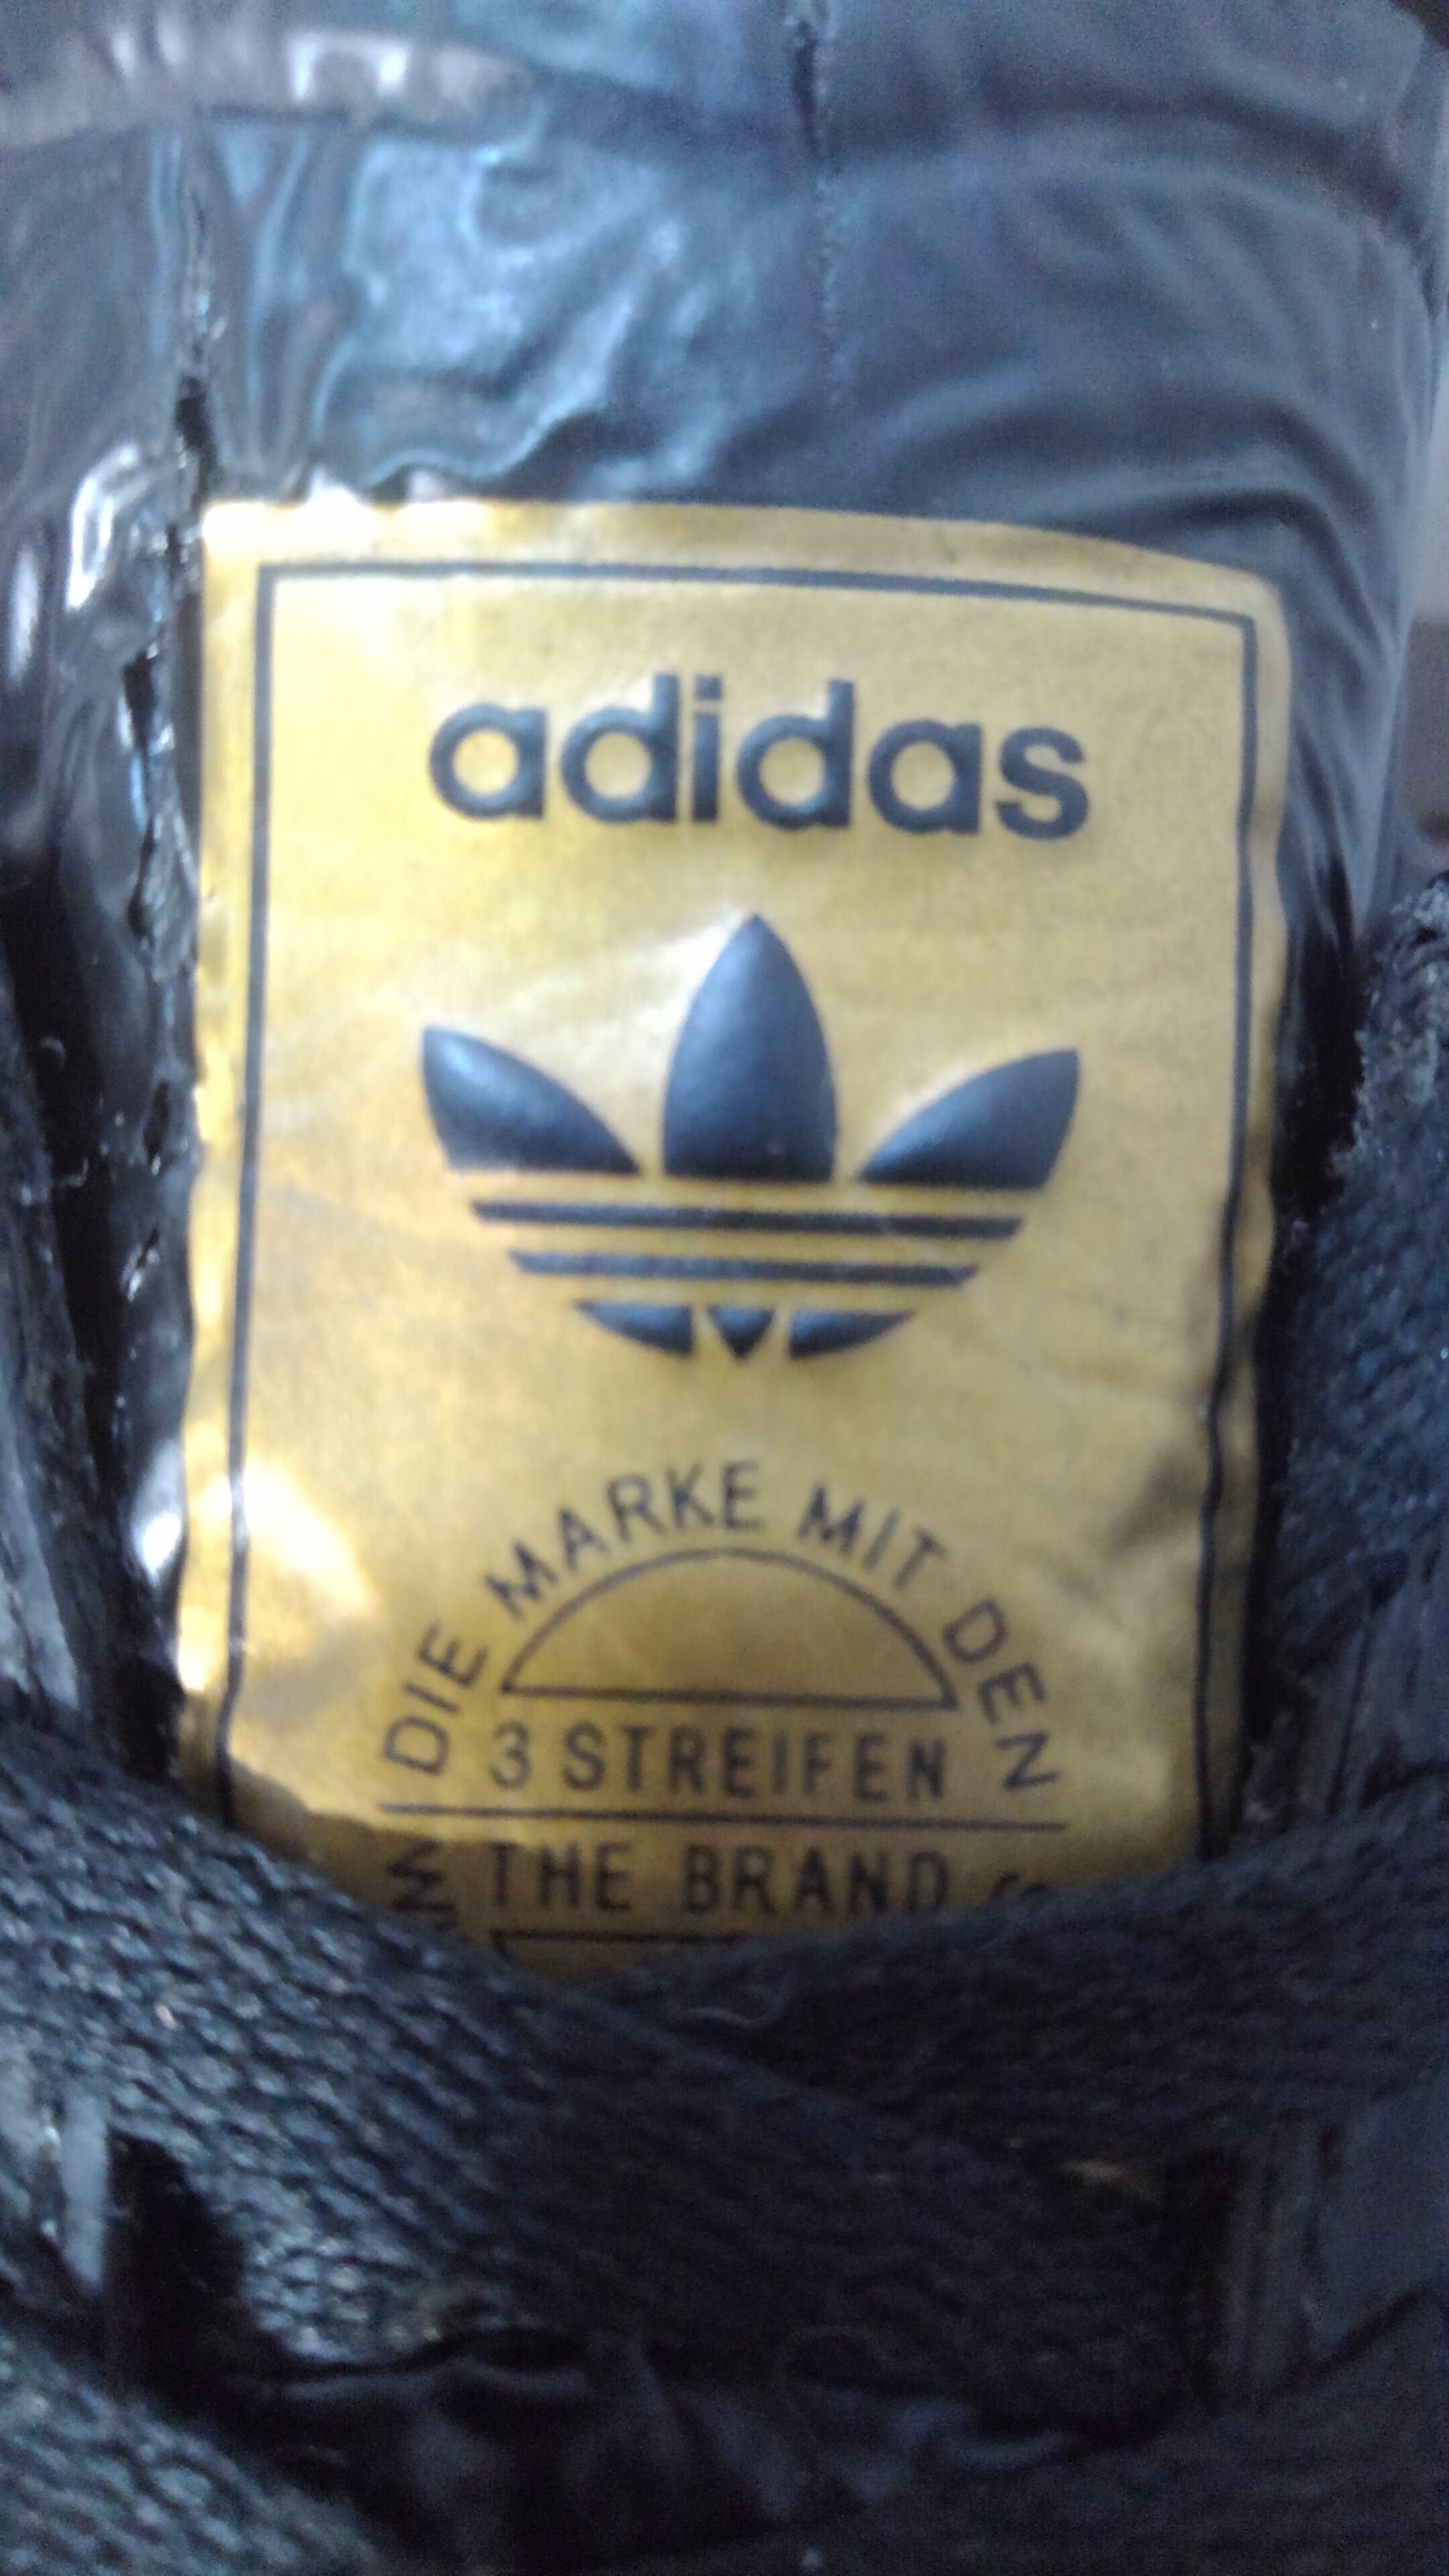 adidas
DIE MARKE MIT DEN
3 STREIFEN
THE BRAND